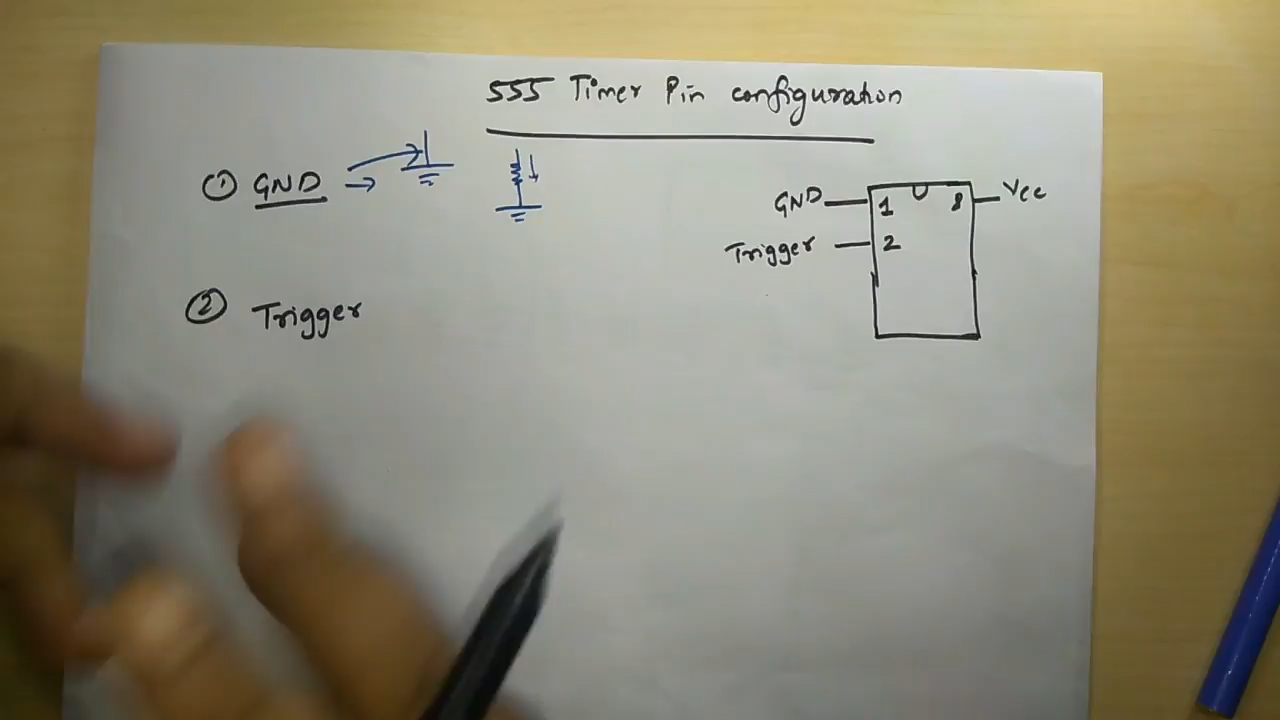 555 Timer Pin configuration
① GND
GND 1 8 Vcc
Trigger 2
② Trigger